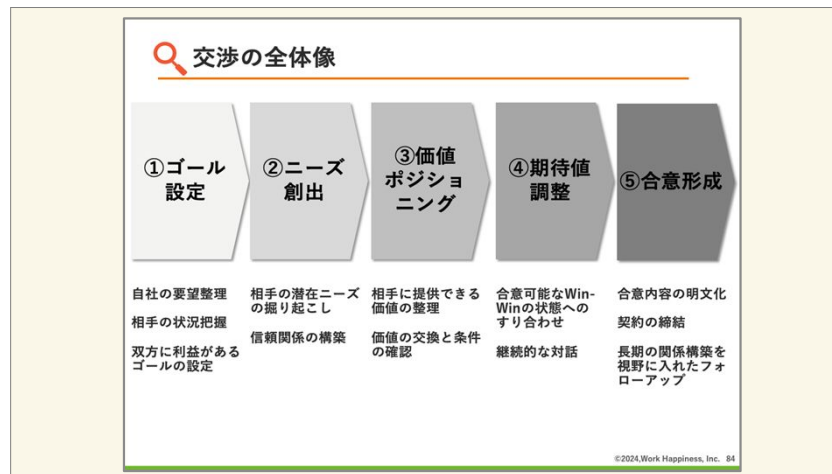 交渉の全体像
①ゴール
設定
②ニーズ
創出
③価値
ポジショ
ニング
④期待値
調整
⑤合意形成
自社の要望整理
相手の状況把握
双方に利益がある
ゴールの設定
相手の潜在ニーズ
の掘り起こし
信頼関係の構築
相手に提供できる
価値の整理
価値の交換と条件
の確認
合意可能なWin-
Winの状態への
すり合わせ
継続的な対話
合意内容の明文化
契約の締結
長期の関係構築を
視野に入れたフォ
ローアップ
©2024,Work Happiness, Inc. 84